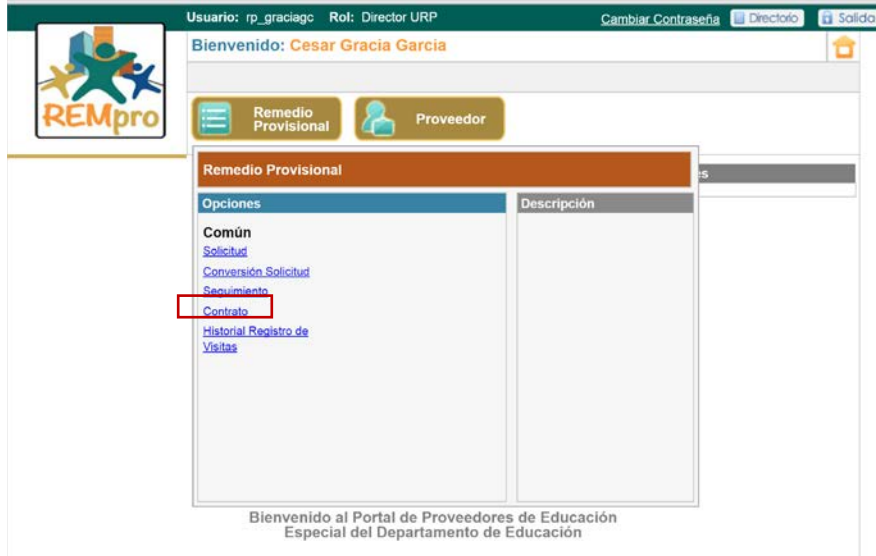 Usuario: rp_graciagc Rol: Director URP Cambiar Contraseña Directorio Salida
Bienvenido: Cesar Gracia Garcia
REMpro
Remedio
Provisional
Proveedor
Remedio Provisional
Opciones Descripción
Común
Solicitud
Conversión Solicitud
Seguimiento
Contrato
Historial Registro de
Visitas
Bienvenido al Portal de Proveedores de Educación
Especial del Departamento de Educación